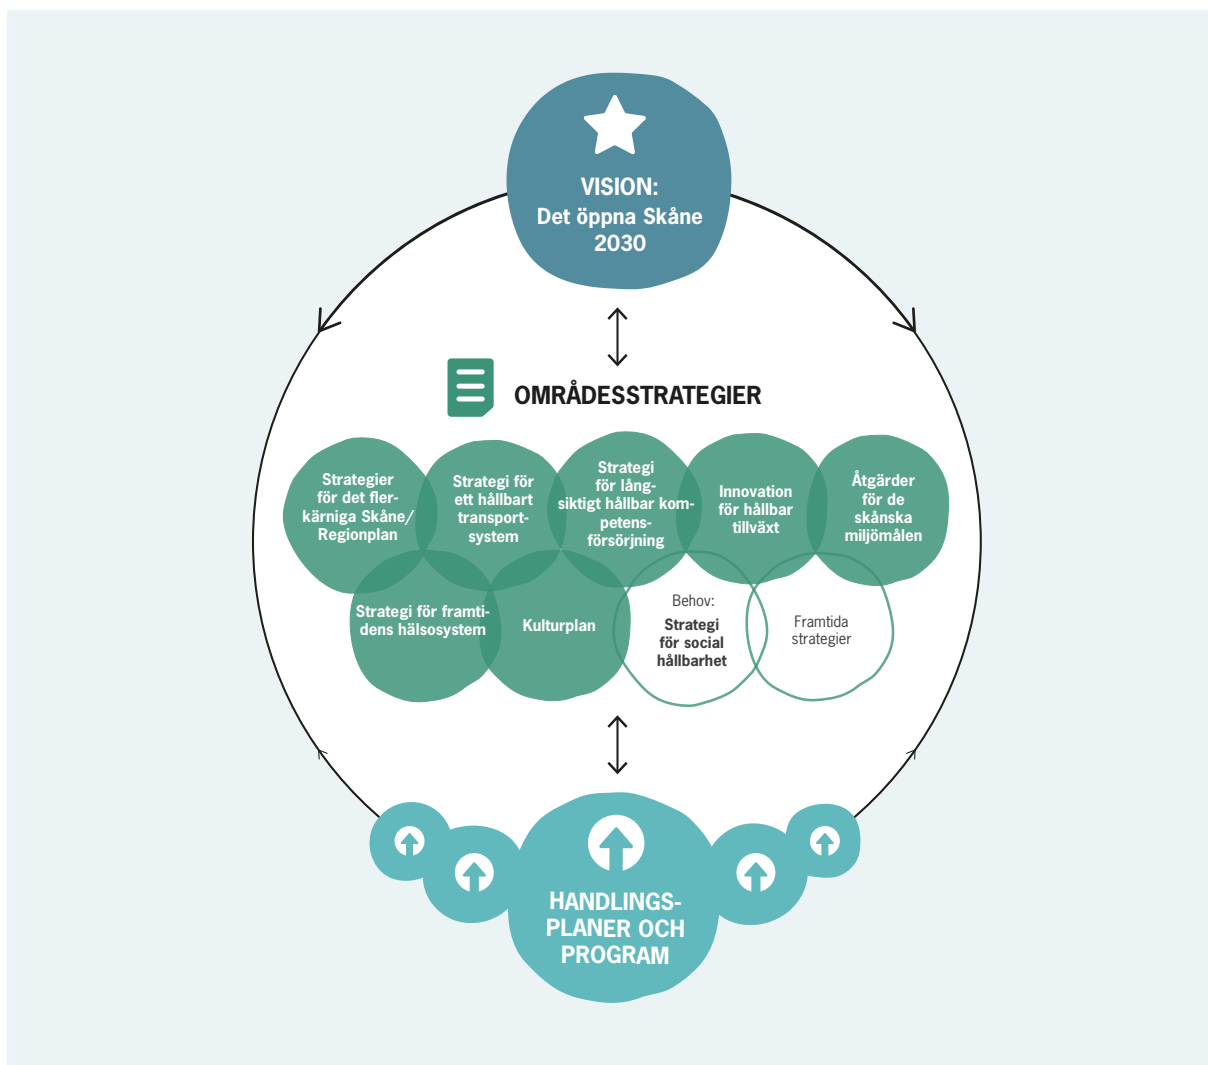 VISION:
Det öppna Skåne
2030
OMRÅDESSTRATEGIER
Strategier
för det fler-
kärniga Skåne/
Regionplan
Strategi för
ett hållbart
transport-
system
Strategi
för lång-
siktigt hållbar kom-
petens-
försörjning
Innovation
för hållbar
tillväxt
Åtgärder
för de
skånska
miljömålen
Strategi för framti-
dens hälsosystem
Kulturplan
Behov:
Strategi
för social
hållbarhet
Framtida
strategier
HANDLINGS-
PLANER OCH
PROGRAM